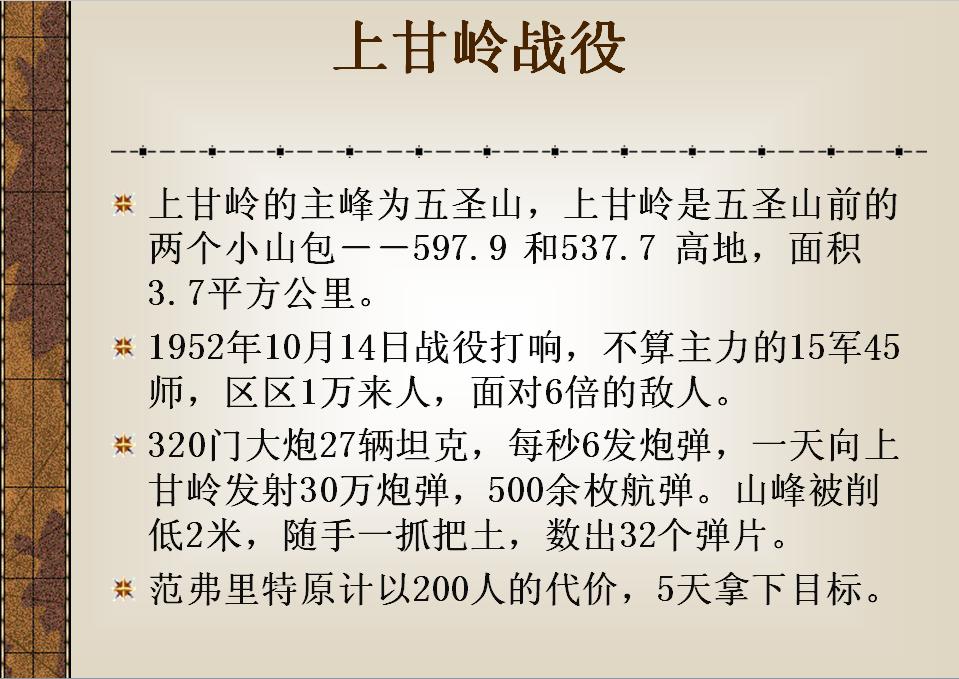 上甘岭战役
上甘岭的主峰为五圣山，上甘岭是五圣山前的
两个小山包－－597.9 和537.7 高地，面积
3.7平方公里。
1952年10月14日战役打响，不算主力的15军45
师，区区1万来人，面对6倍的敌人。
320门大炮27辆坦克，每秒6发炮弹，一天向上
甘岭发射30万炮弹，500余枚航弹。山峰被削
低2米，随手一抓把土，数出32个弹片。
范弗里特原计以200人的代价，5天拿下目标。